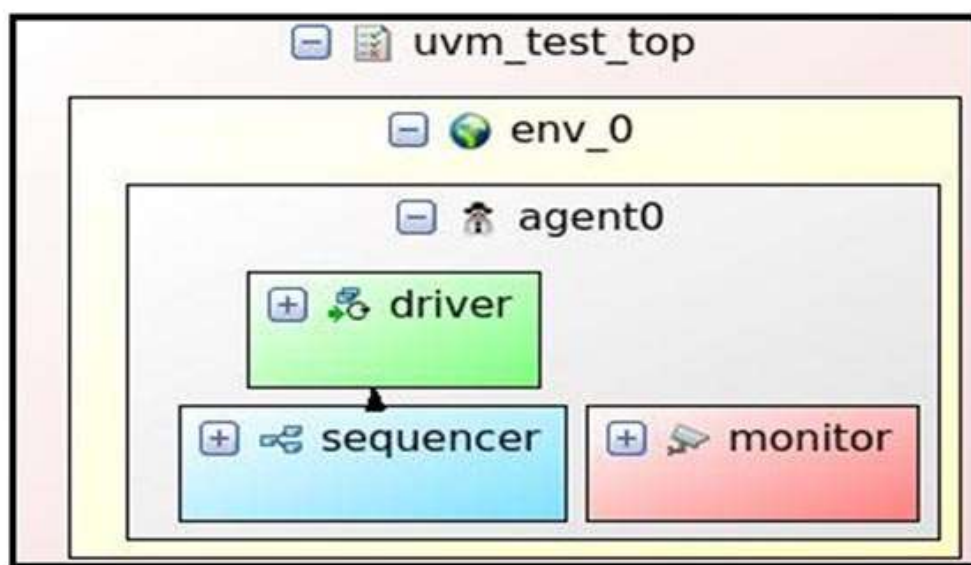 uvm_test_top
env_0
agent0
driver
sequencer
monitor